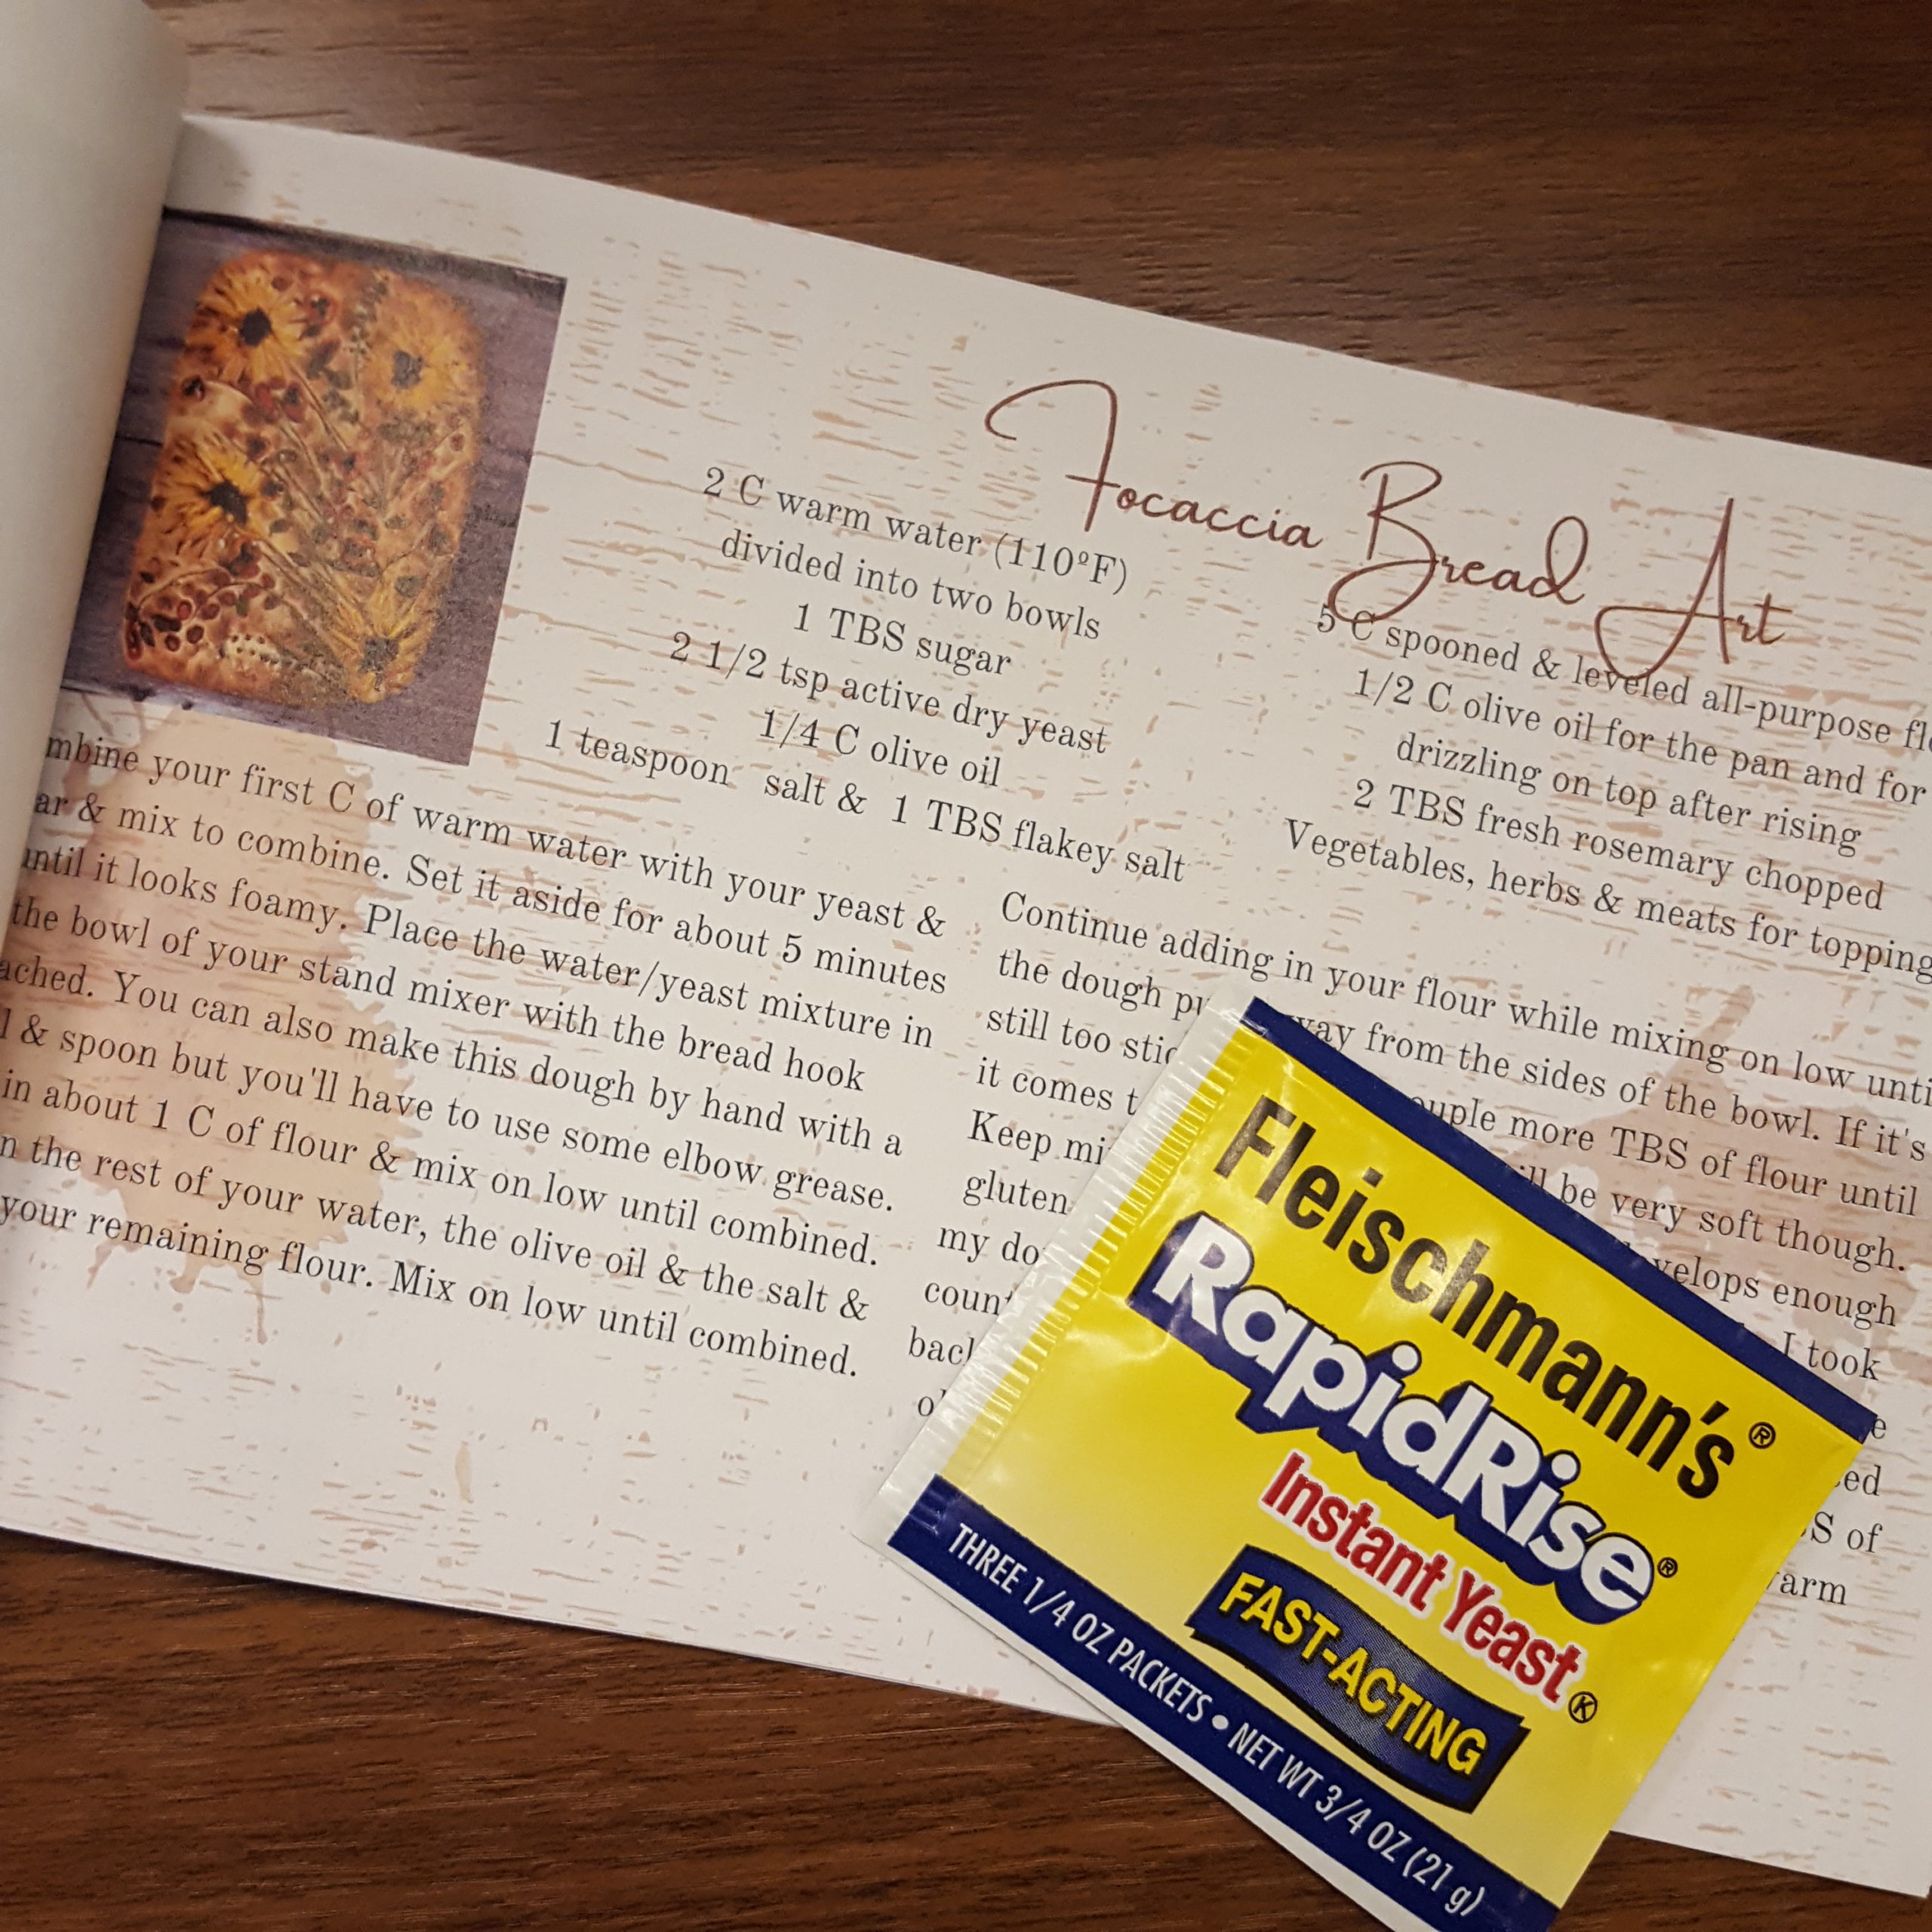 Focaccia Bread Art
2 C warm water (110ºF)
divided into two bowls
1 TBS sugar
2 1/2 tsp active dry yeast
1/4 C olive oil
1 teaspoon salt & 1 TBS flakey salt
5 C spooned & leveled all-purpose
1/2 C olive oil for the pan and for
drizzling on top after rising
2 TBS fresh rosemary chopped
Vegetables, herbs & meats for topping
your first C of warm water with your yeast &
& mix to combine. Set it aside for about 5 minutes
until it looks foamy. Place the water/yeast mixture in
the bowl of your stand mixer with the bread hook
You can also make this dough by hand with a
& spoon but you'll have to use some elbow grease.
in about 1 C of flour & mix on low until combined.
the rest of your water, the olive oil & the salt &
your remaining flour. Mix on low until combined.
Continue adding in your flour while mixing on low
the dough from the sides of the bowl. If it's
still too more TBS of flour until
it comes be very soft though.
Keep enough
gluten I took
my
of
Fleischmann's®
RapidRise®
Instant Yeast
FAST-ACTING
THREE 1/4 OZ PACKETS • NET WT 3/4 OZ (21 g)